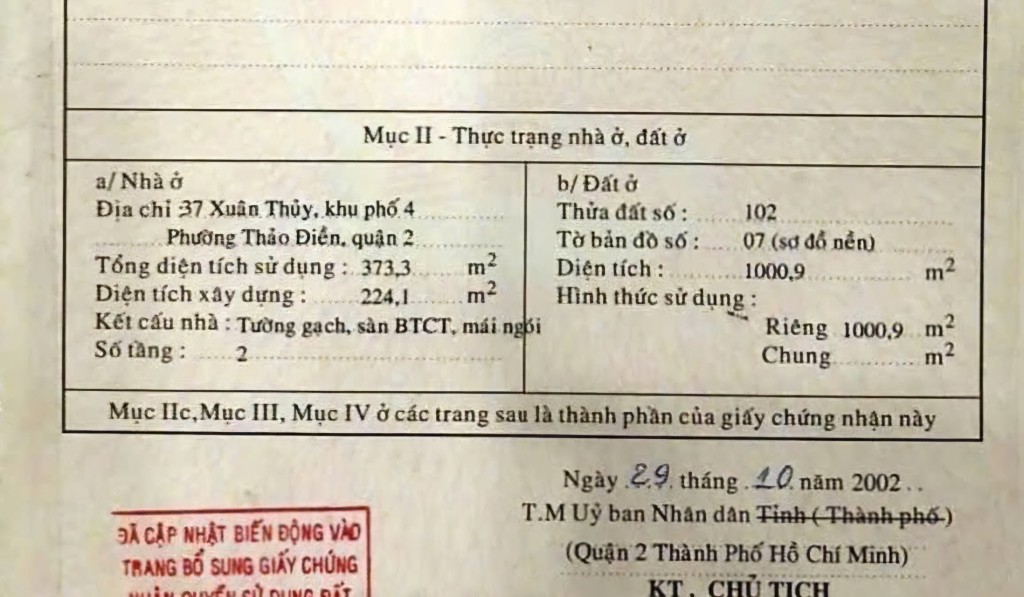 Mục II - Thực trạng nhà ở, đất ở
a/ Nhà ở
Địa chỉ 37 Xuân Thủy, khu phố 4
Phường Thảo Điền, quận 2
Tổng diện tích sử dụng : 373,3 m²
Diện tích xây dựng : 224,1 m²
Kết cấu nhà : Tường gạch, sàn BTCT, mái ngói
Số tầng : 2
b/ Đất ở
Thửa đất số : 102
Tờ bản đồ số : 07 (sơ đồ nền)
Diện tích : 1000,9 m²
Hình thức sử dụng :
Riêng 1000,9 m²
Chung m²
Mục IIc,Mục III, Mục IV ở các trang sau là thành phần của giấy chứng nhận này
Ngày 29 tháng 10 năm 2002
T.M Uỷ ban Nhân dân Tỉnh ( Thành phố )
(Quận 2 Thành Phố Hồ Chí Minh)
KT . CHỦ TỊCH
ĐÃ CẬP NHẬT BIẾN ĐỘNG VÀO
TRANG BỔ SUNG GIẤY CHỨNG
NHẬN QUYỀN SỬ DỤNG ĐẤT